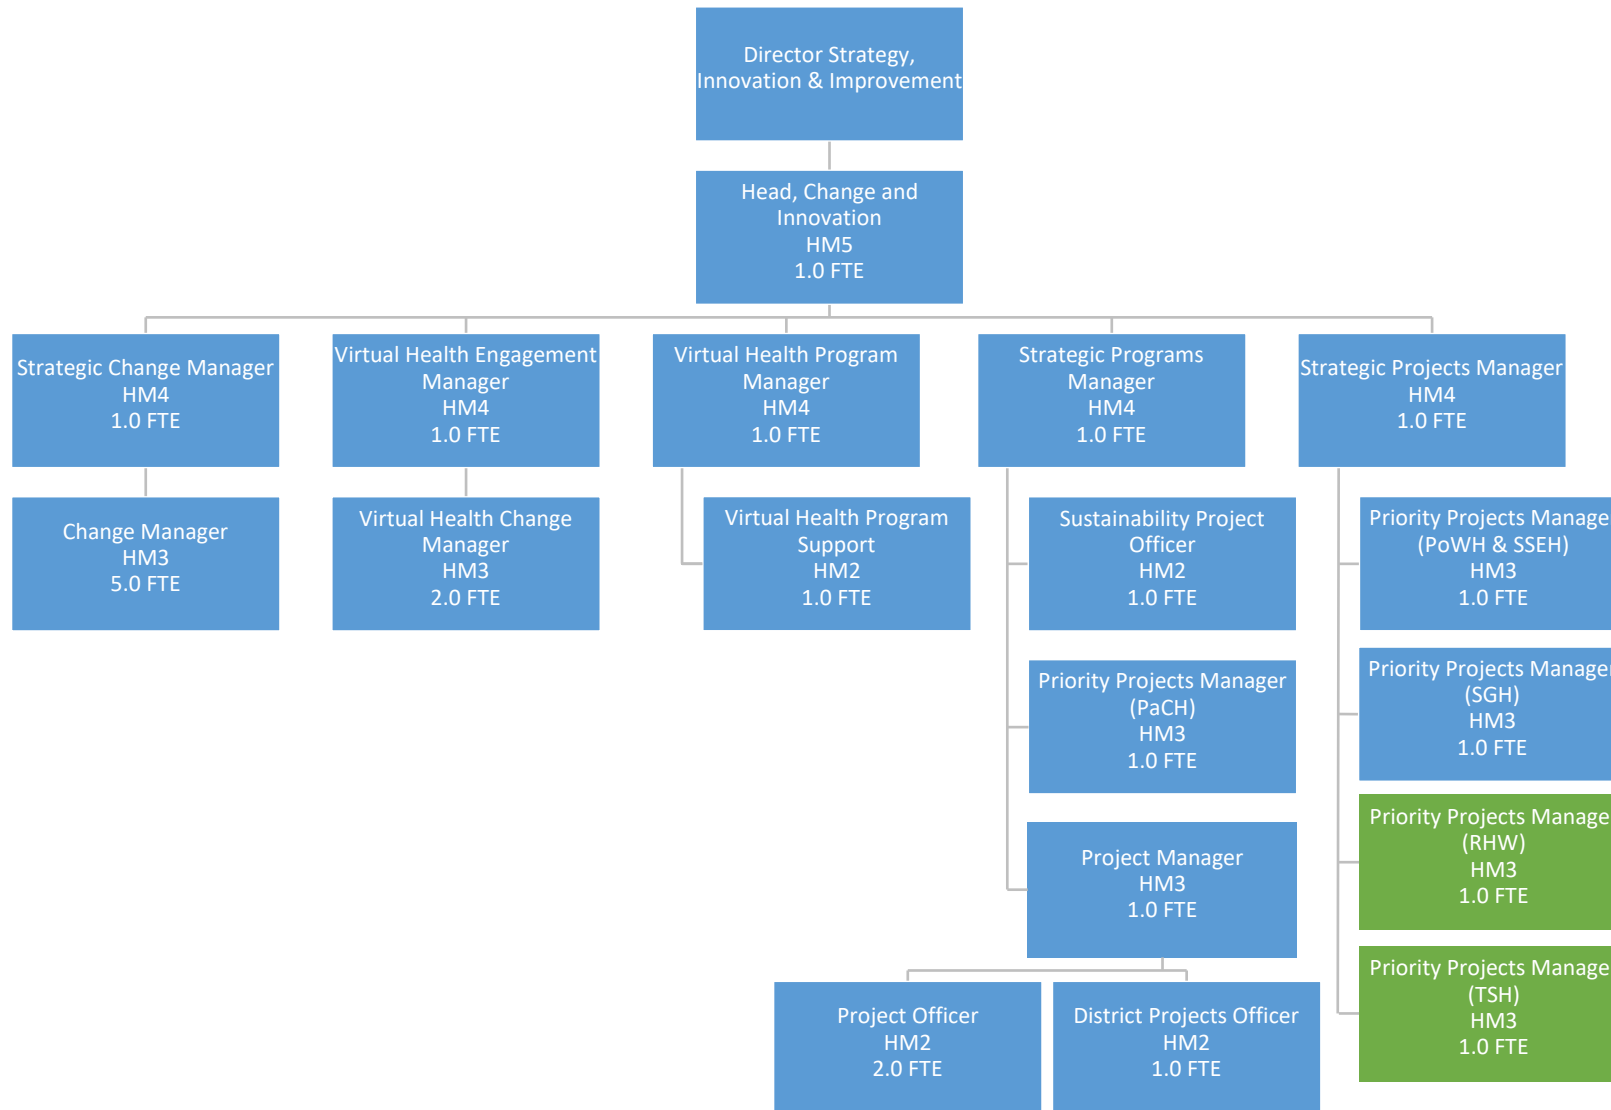 Director Strategy,
Innovation & Improvement
Head, Change and
Innovation
HM5
1.0 FTE
Strategic Change Manager
HM4
1.0 FTE
Virtual Health Engagement
Manager
HM4
1.0 FTE
Virtual Health Program
Manager
HM4
1.0 FTE
Strategic Programs
Manager
HM4
1.0 FTE
Strategic Projects Manager
HM4
1.0 FTE
Change Manager
HM3
5.0 FTE
Virtual Health Change
Manager
HM3
2.0 FTE
Virtual Health Program
Support
HM2
1.0 FTE
Sustainability Project
Officer
HM2
1.0 FTE
Priority Projects Manager
(PoWH & SSEH)
HM3
1.0 FTE
Priority Projects Manager
(PaCH)
HM3
1.0 FTE
Priority Projects Manager
(SGH)
HM3
1.0 FTE
Project Manager
HM3
1.0 FTE
Priority Projects Manage
(RHW)
HM3
1.0 FTE
Project Officer
HM2
2.0 FTE
District Projects Officer
HM2
1.0 FTE
Priority Projects Manage
(TSH)
HM3
1.0 FTE